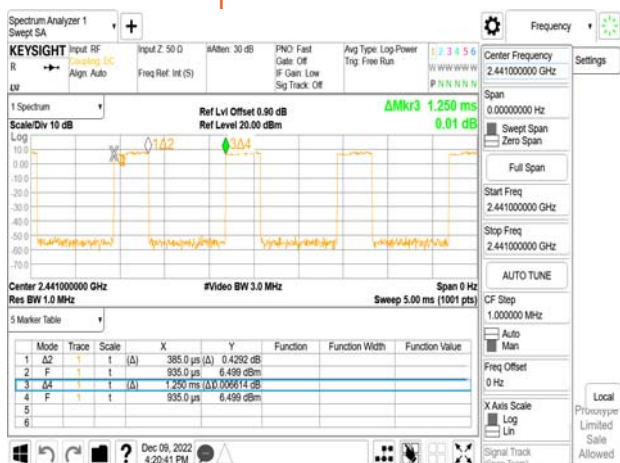 Spectrum Analyzer 1
Swept SA
+
Frequency
KEYSIGHT
R
Input: RF
Coupling: DC
Align: Auto
Input Z: 50 Ω
Freq Ref: Int (S)
#Atten: 30 dB
PNO: Fast
Gate: Off
IF Gain: Low
Sig Track: Off
Avg Type: Log-Power
Trig: Free Run
1 2 3 4 5 6
W W W W W W
P N N N N N
LXI
1 Spectrum
Scale/Div 10 dB
Ref Lvl Offset 0.90 dB
Ref Level 20.00 dBm
ΔMkr3 1.250 ms
0.01 dB
Log
10.0
0.00
-10.0
-20.0
-30.0
-40.0
-50.0
-60.0
-70.0
1Δ2
3Δ4
Center 2.441000000 GHz
Res BW 1.0 MHz
#Video BW 3.0 MHz
Span 0 Hz
Sweep 5.00 ms (1001 pts)
5 Marker Table
Mode Trace Scale X Y Function Function Width Function Value
1 Δ2 1 t (Δ) 385.0 µs (Δ) 0.4292 dB
2 F 1 t 935.0 µs 6.499 dBm
3 Δ4 1 t (Δ) 1.250 ms (Δ) 0.006614 dB
4 F 1 t 935.0 µs 6.499 dBm
5
6
?
Dec 09, 2022
4:20:41 PM
Center Frequency
2.441000000 GHz
Settings
Span
0.00000000 Hz
Swept Span
Zero Span
Full Span
Start Freq
2.441000000 GHz
Stop Freq
2.441000000 GHz
AUTO TUNE
CF Step
1.000000 MHz
Auto
Man
Freq Offset
0 Hz
X Axis Scale
Log
Lin
Signal Track
Local
Prototype
Limited
Sale
Allowed